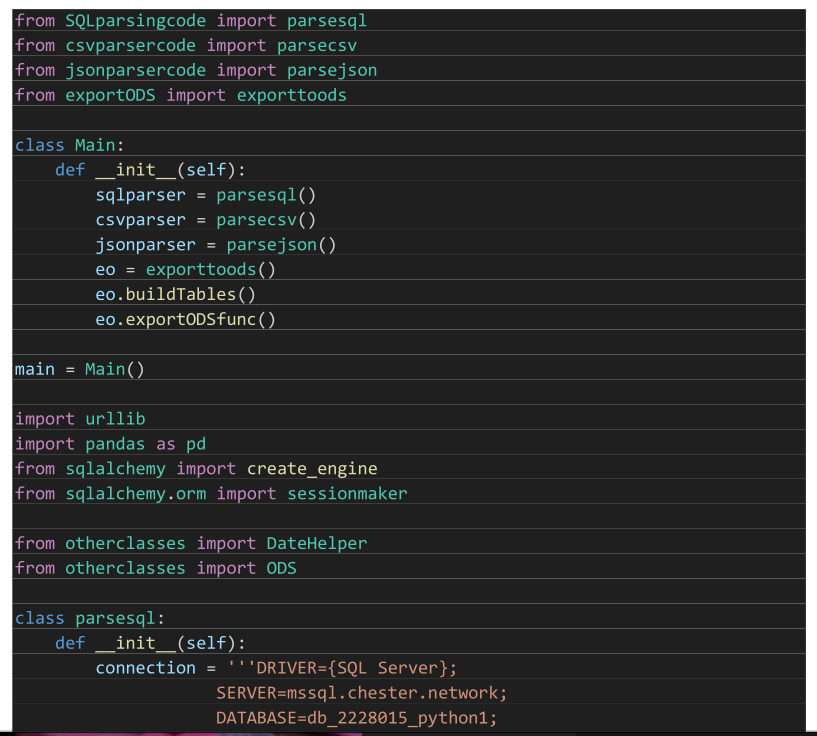 from SQLparsingcode import parsesql
from csvparsercode import parsecsv
from jsonparsercode import parsejson
from exportODS import exporttoods
class Main:
    def __init__(self):
        sqlparser = parsesql()
        csvparser = parsecsv()
        jsonparser = parsejson()
        eo = exporttoods()
        eo.buildTables()
        eo.exportODSfunc()
main = Main()
import urllib
import pandas as pd
from sqlalchemy import create_engine
from sqlalchemy.orm import sessionmaker
from otherclasses import DateHelper
from otherclasses import ODS
class parsesql:
    def __init__(self):
        connection = '''DRIVER={SQL Server};
                    SERVER=mssql.chester.network;
                    DATABASE=db_2228015_python1;